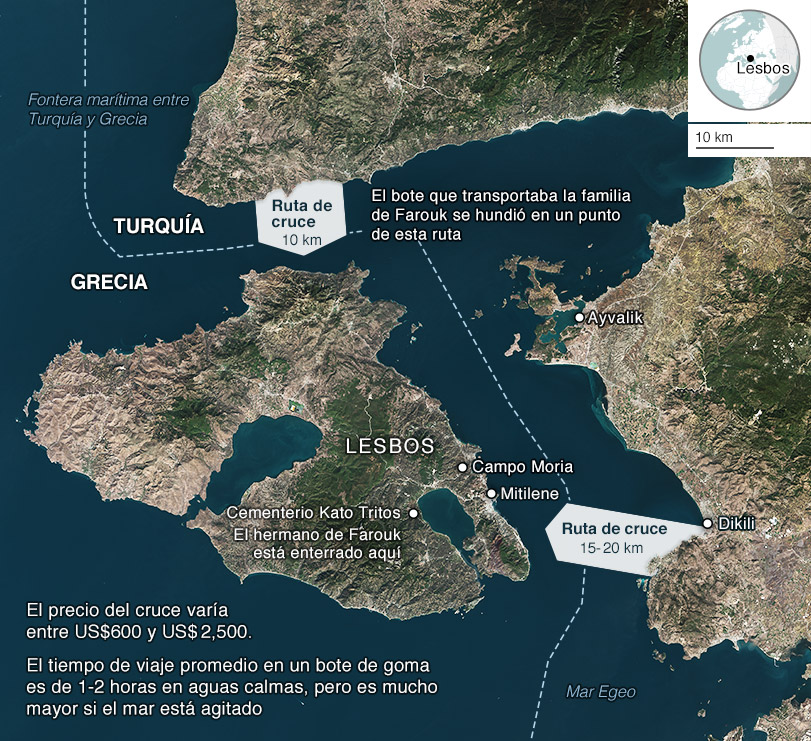 Lesbos
10 km
Fontera marítima entre
Turquía y Grecia
TURQUÍA
GRECIA
Ruta de
cruce
10 km
El bote que transportaba la familia
de Farouk se hundió en un punto
de esta ruta
Ayvalik
LESBOS
Campo Moria
Mitilene
Cementerio Kato Tritos
El hermano de Farouk
está enterrado aquí
Ruta de cruce
15-20 km
Dikili
El precio del cruce varía
entre US$600 y US$2,500.
El tiempo de viaje promedio en un bote de goma
es de 1-2 horas en aguas calmas, pero es mucho
mayor si el mar está agitado
Mar Egeo